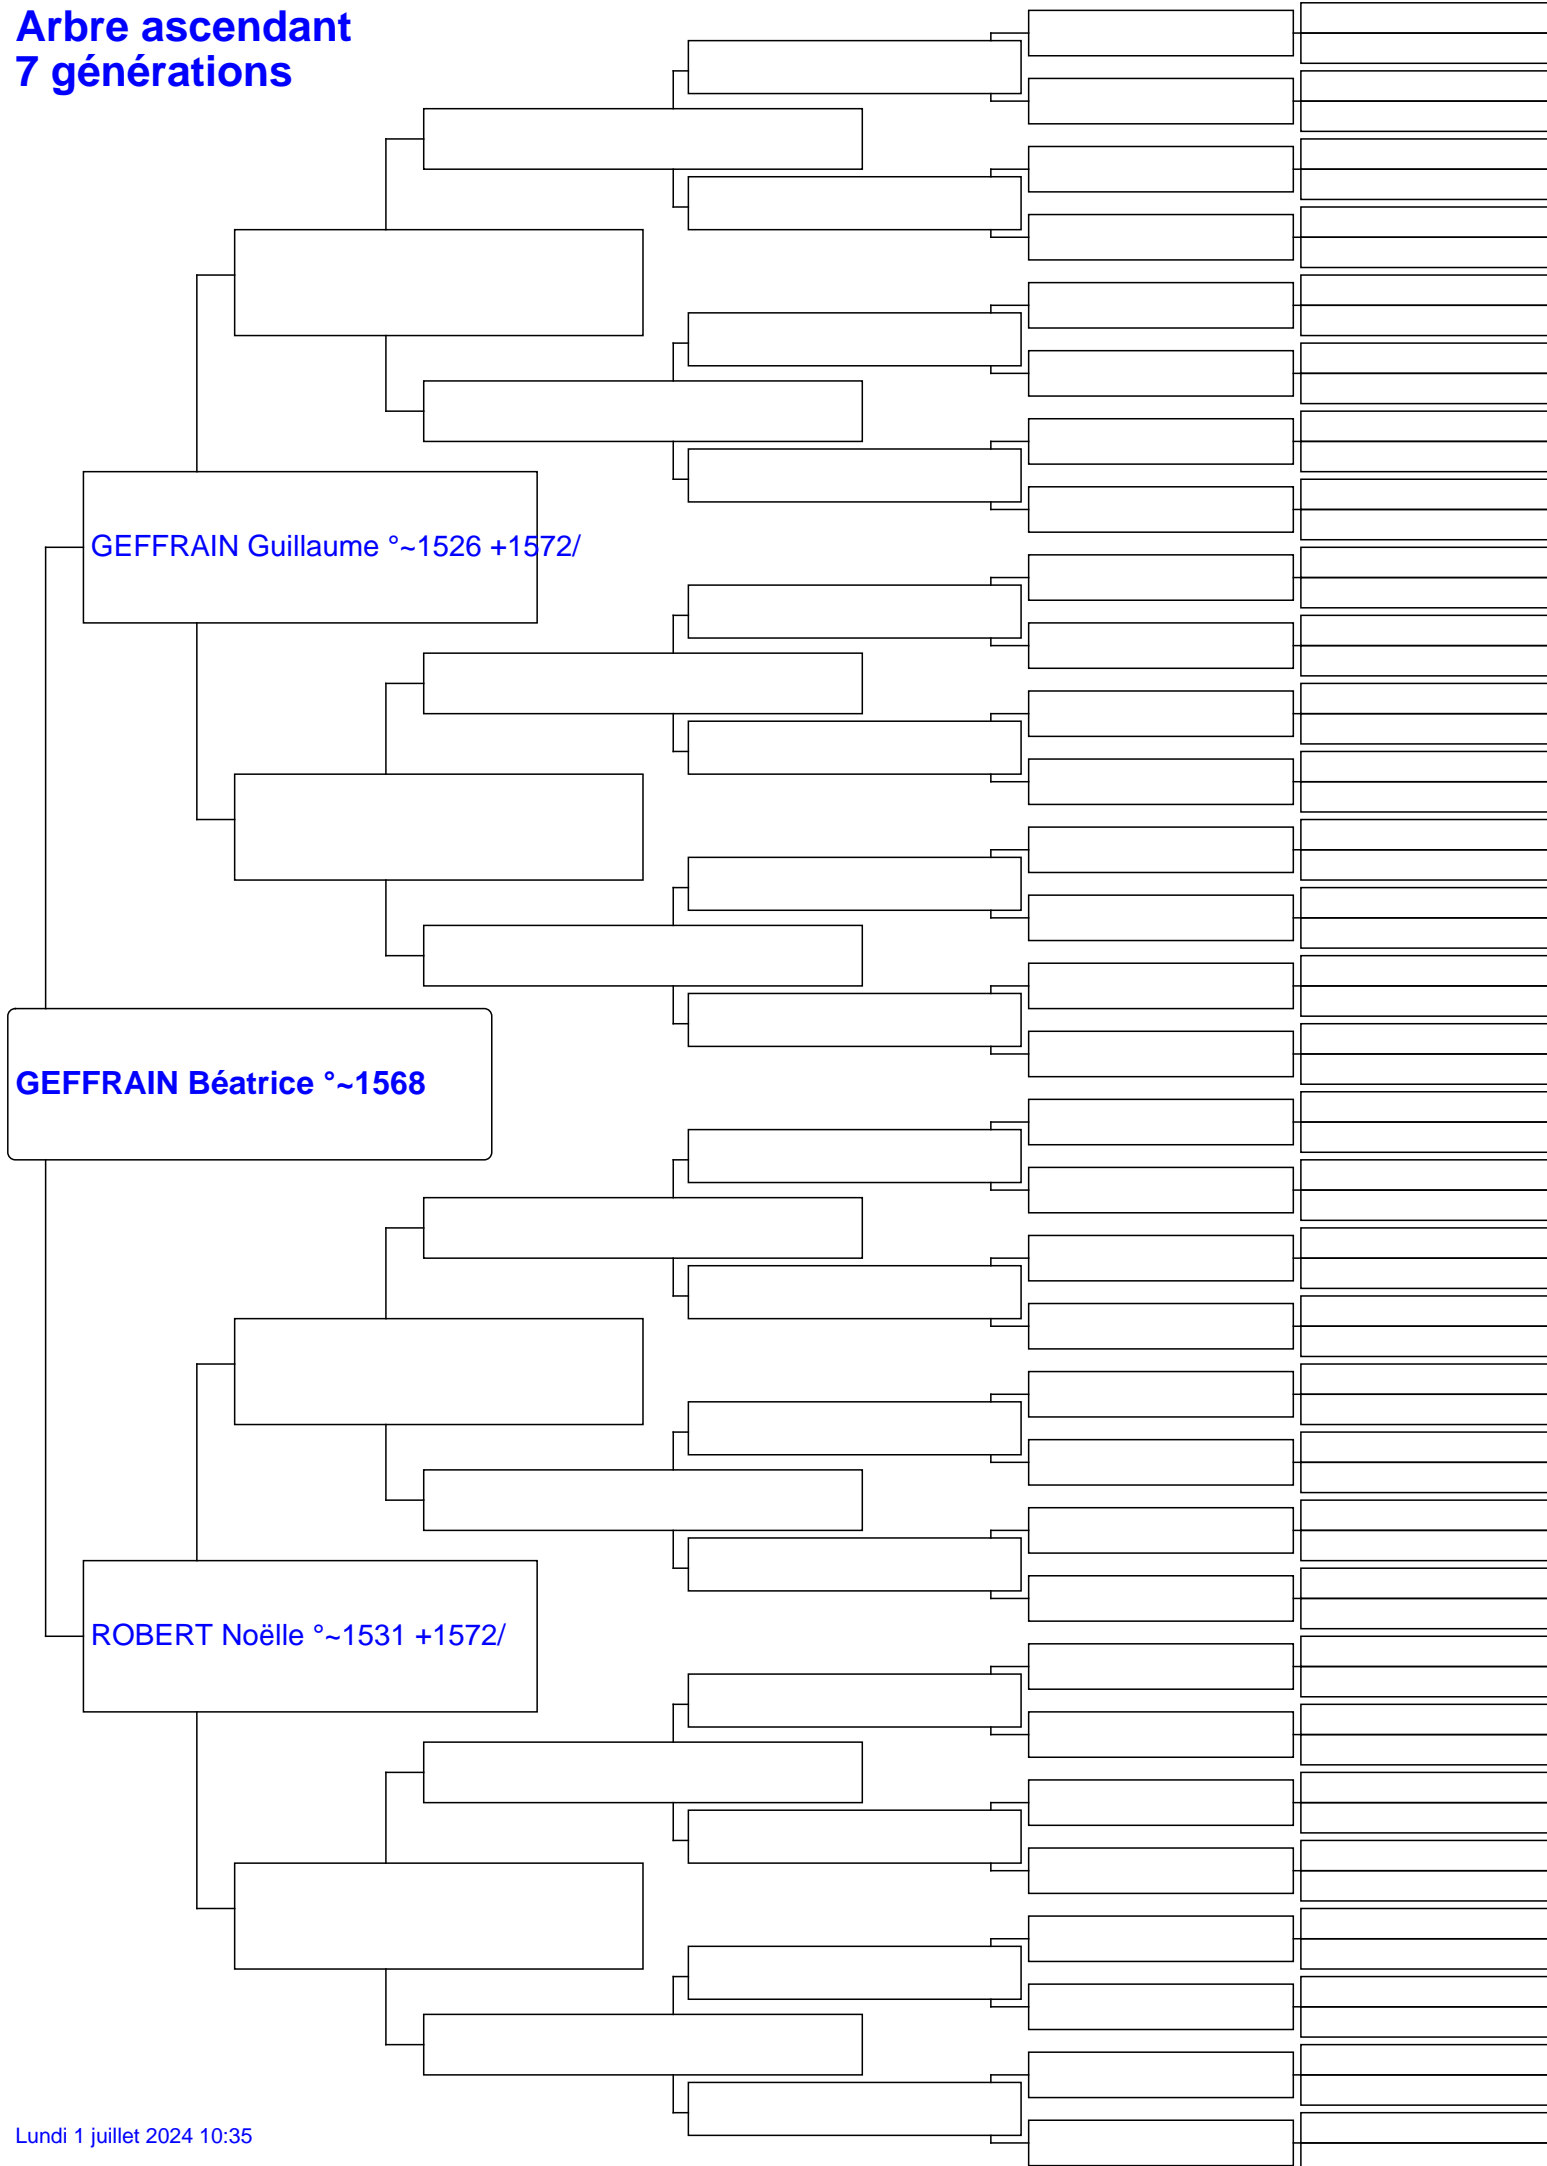 Arbre ascendant
7 générations
GEFFRAIN Guillaume °~1526 +1572/
GEFFRAIN Béatrice °~1568
ROBERT Noëlle °~1531 +1572/
Lundi 1 juillet 2024 10:35